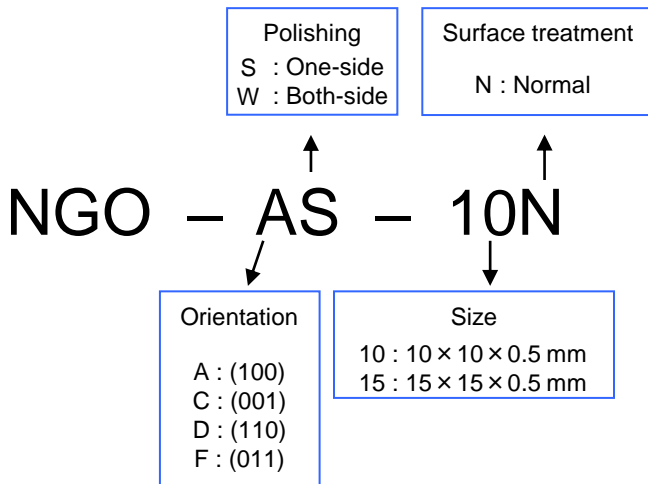 Polishing
S : One-side
W : Both-side
Surface treatment
N : Normal
NGO – AS – 10N
Orientation
A : (100)
C : (001)
D : (110)
F : (011)
Size
10 : 10×10×0.5 mm
15 : 15×15×0.5 mm